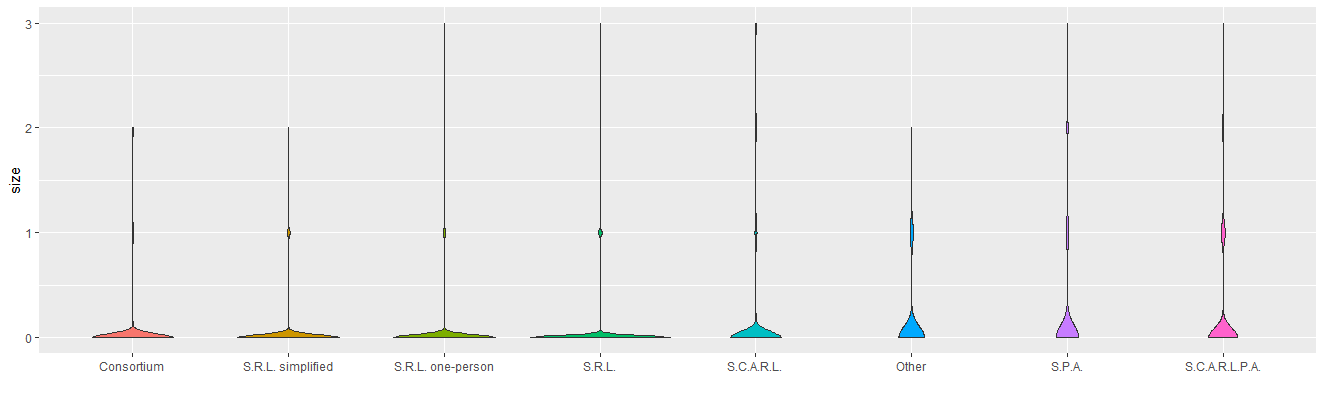 3
2
size
1
0
Consortium S.R.L. simplified S.R.L. one-person S.R.L. S.C.A.R.L. Other S.P.A. S.C.A.R.L.P.A.